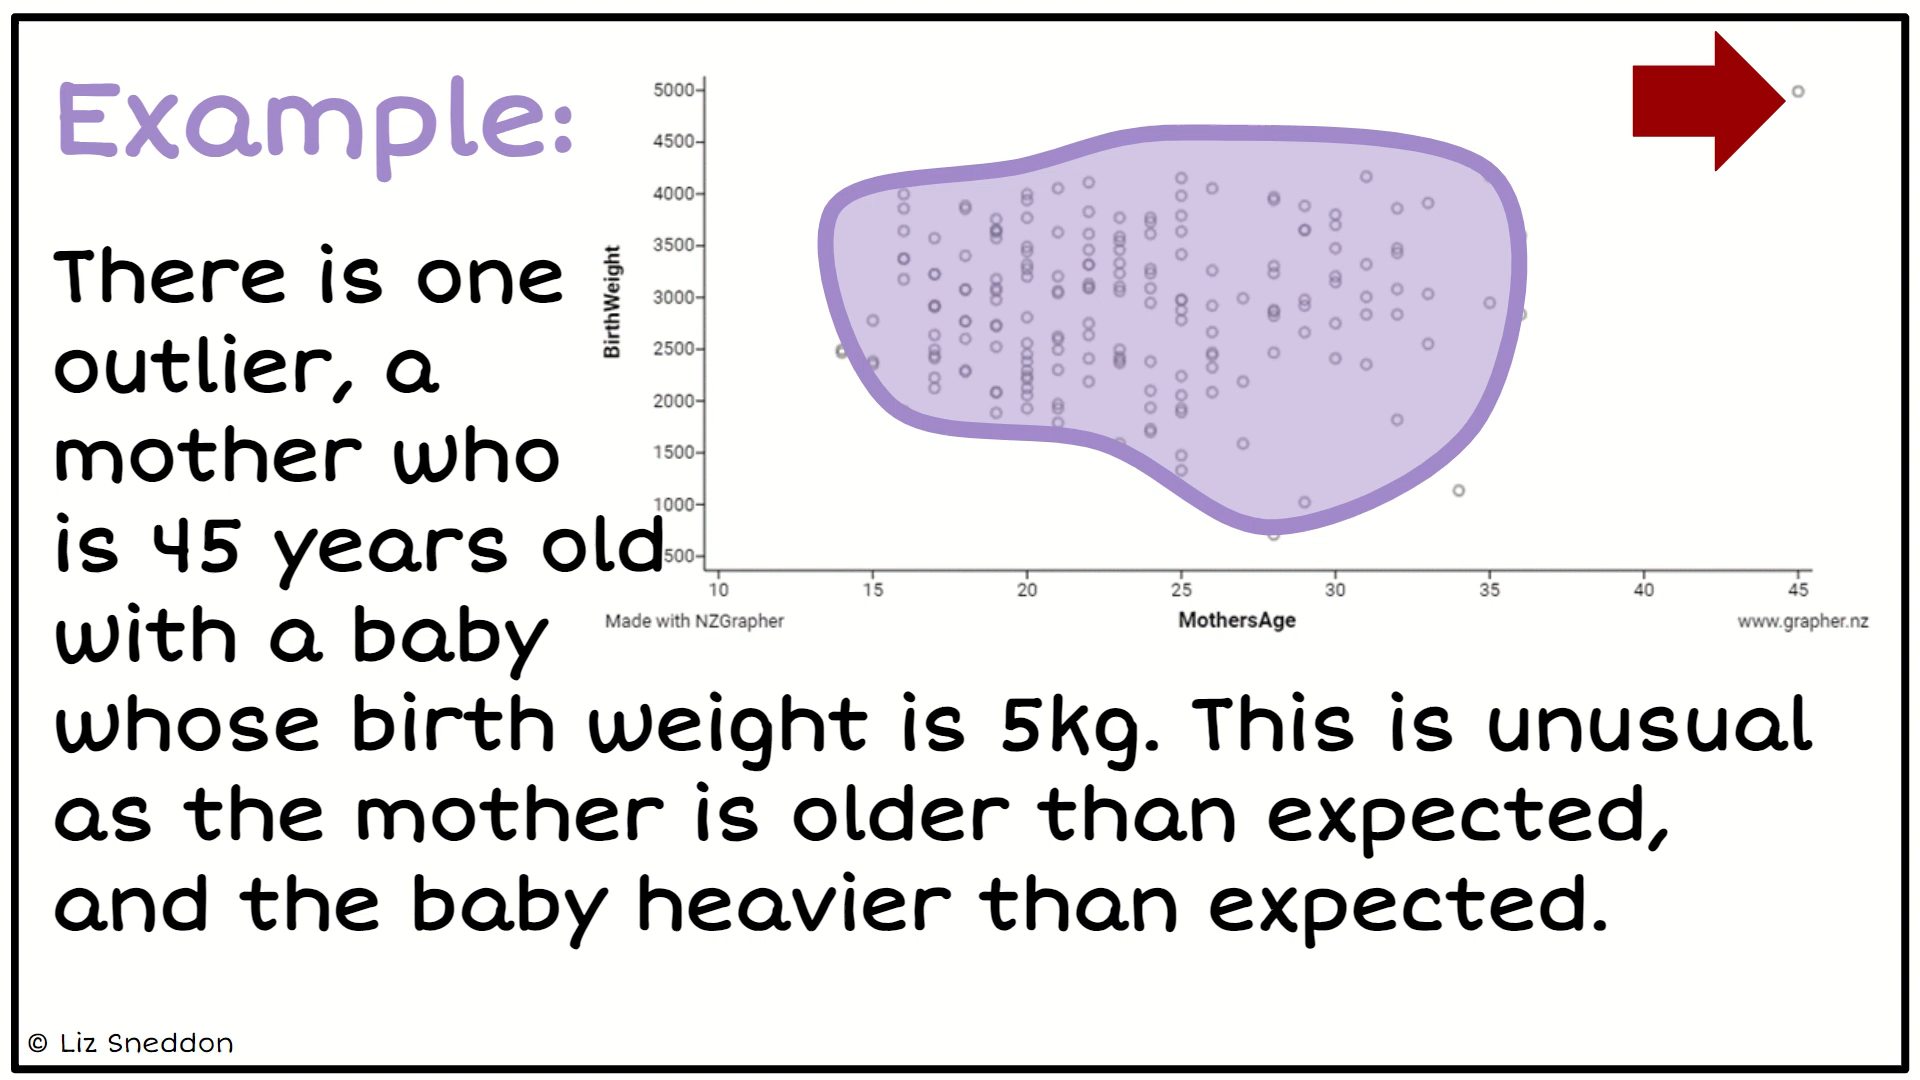 Example:
There is one
outlier, a
mother who
is 45 years old
with a baby
whose birth weight is 5kg. This is unusual
as the mother is older than expected,
and the baby heavier than expected.
5000
4500
4000
3500
3000
2500
2000
1500
1000
500
BirthWeight
10 15 20 25 30 35 40 45
Made with NZGrapher MothersAge www.grapher.nz
© Liz Sneddon